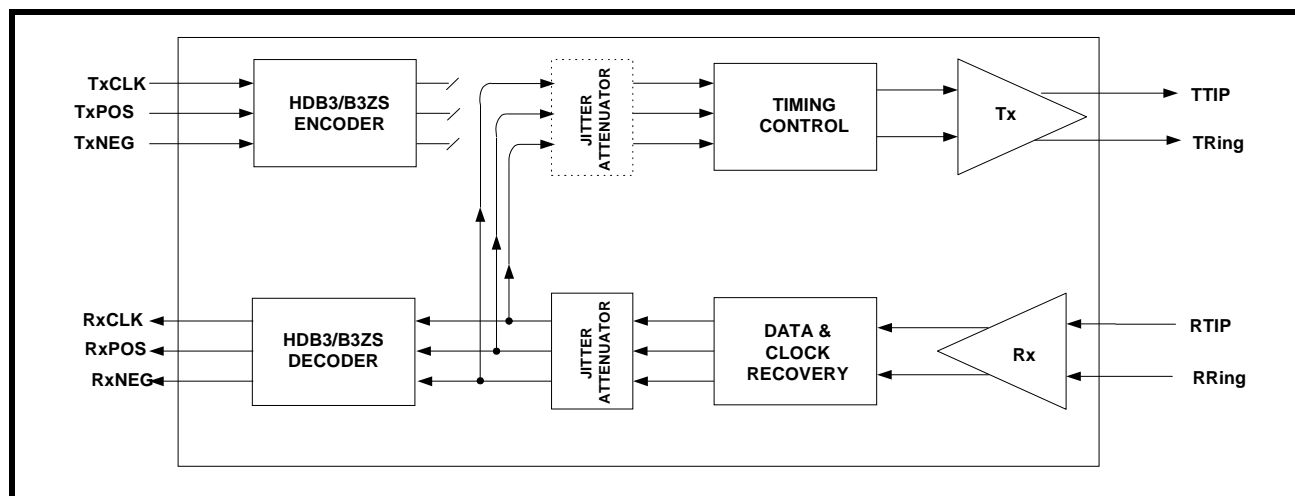 TxCLK
TxPOS
TxNEG
HDB3/B3ZS
ENCODER
JITTER
ATTENUATOR
TIMING
CONTROL
Tx
TTIP
TRing
RxCLK
RxPOS
RxNEG
HDB3/B3ZS
DECODER
JITTER
ATTENUATOR
DATA &
CLOCK
RECOVERY
Rx
RTIP
RRing